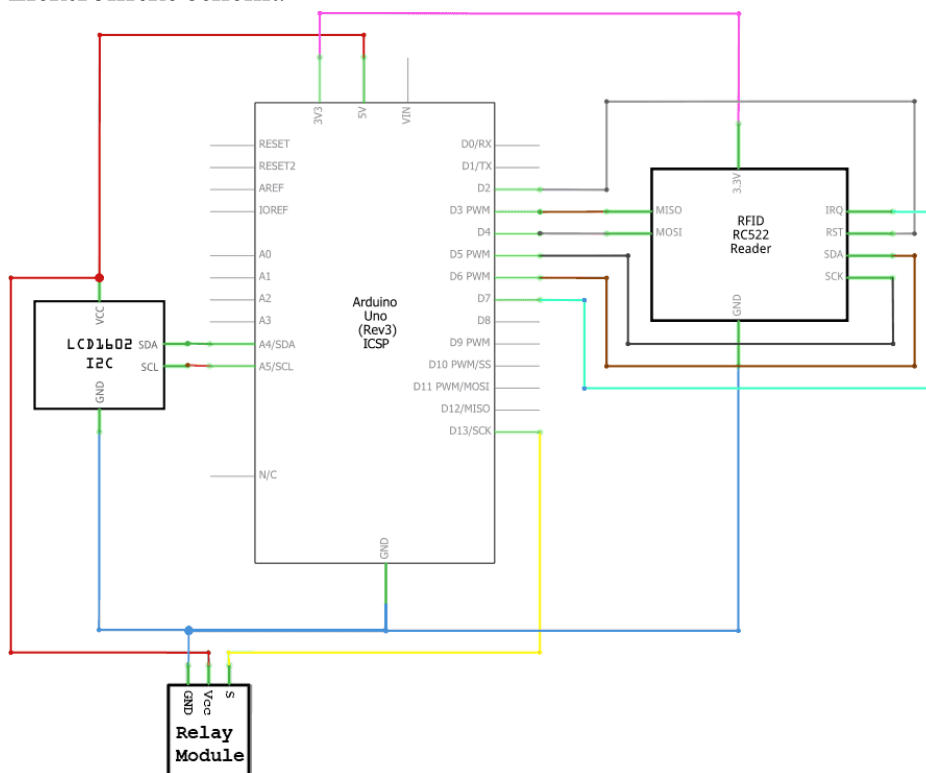 3V3
5V
VIN
RESET
RESET2
AREF
IOREF
A0
A1
A2
A3
A4/SDA
A5/SCL
N/C
Arduino
Uno
(Rev3)
ICSP
D0/RX
D1/TX
D2
D3 PWM
D4
D5 PWM
D6 PWM
D7
D8
D9 PWM
D10 PWM/SS
D11 PWM/MOSI
D12/MISO
D13/SCK
GND
3.3V
MISO
MOSI
RFID
RC522
Reader
IRQ
RST
SDA
SCK
GND
VCC
LCD1602
I2C
SDA
SCL
GND
GND
Vcc
S
Relay
Module